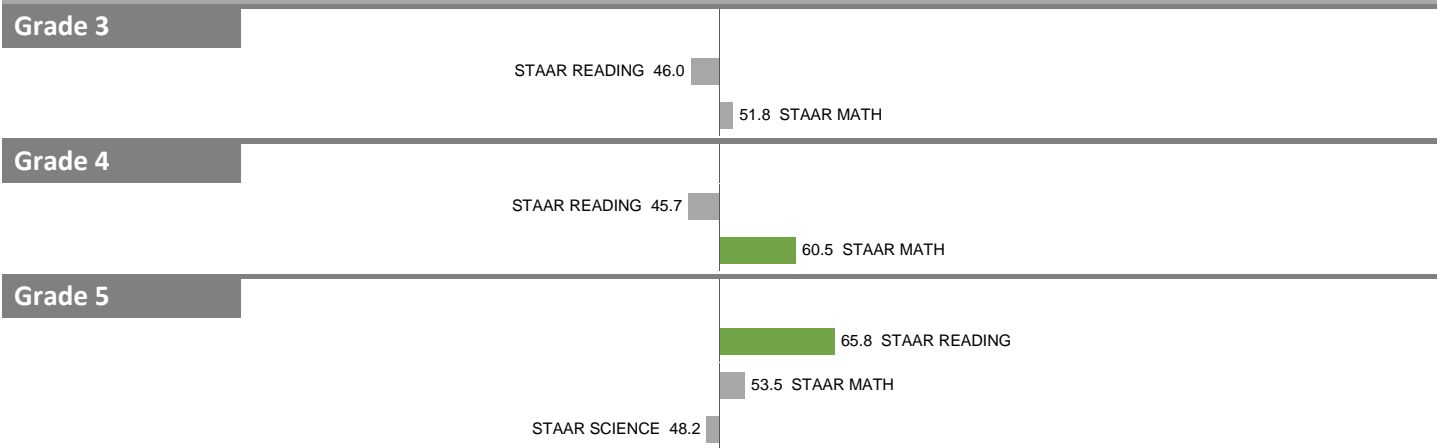 Grade 3
STAAR READING 46.0
51.8 STAAR MATH
Grade 4
STAAR READING 45.7
60.5 STAAR MATH
Grade 5
65.8 STAAR READING
53.5 STAAR MATH
STAAR SCIENCE 48.2